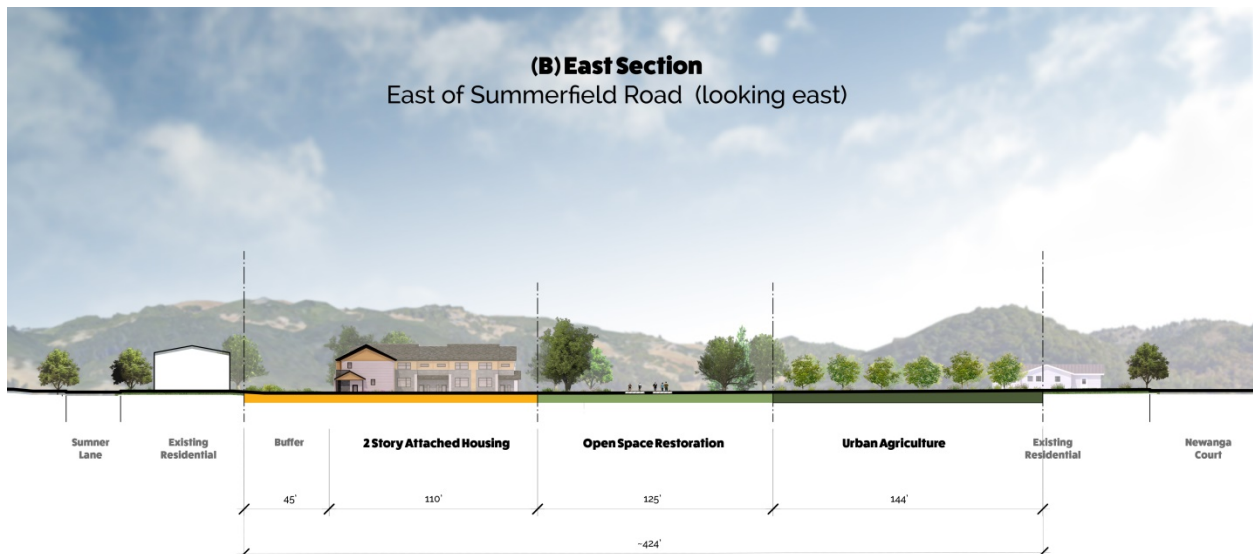 (B) East Section
East of Summerfield Road (looking east)
Sumner
Lane
Existing
Residential
Buffer
2 Story Attached Housing
Open Space Restoration
Urban Agriculture
Existing
Residential
Newanga
Court
45'
110'
125'
144'
~424'